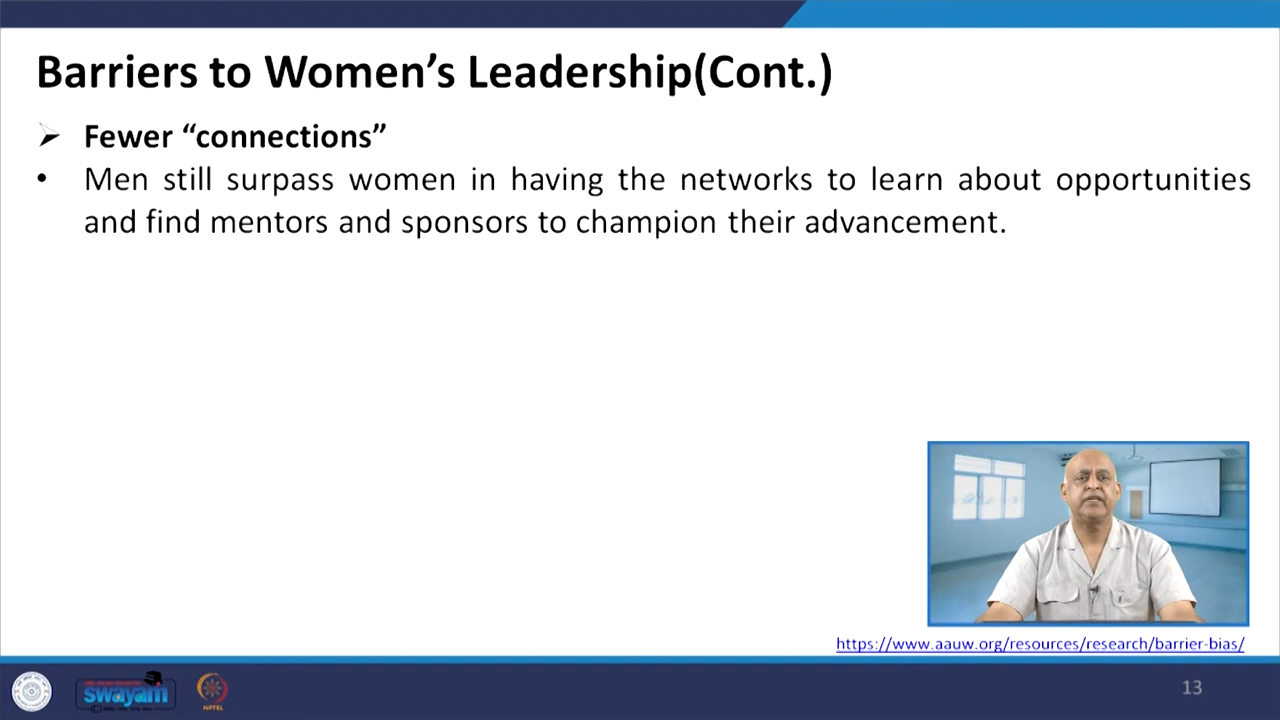 Barriers to Women’s Leadership(Cont.)
➢ Fewer “connections”
• Men still surpass women in having the networks to learn about opportunities
and find mentors and sponsors to champion their advancement.
https://www.aauw.org/resources/research/barrier-bias/
swayam
NPTEL
13